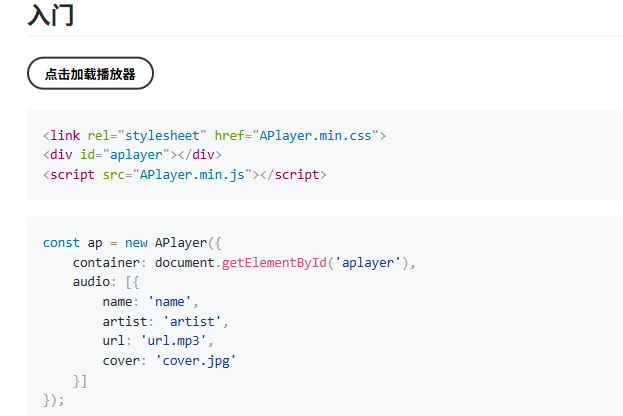 入门
点击加载播放器
<link rel="stylesheet" href="APlayer.min.css">
<div id="aplayer"></div>
<script src="APlayer.min.js"></script>
const ap = new APlayer({
    container: document.getElementById('aplayer'),
    audio: [{
        name: 'name',
        artist: 'artist',
        url: 'url.mp3',
        cover: 'cover.jpg'
    }]
});